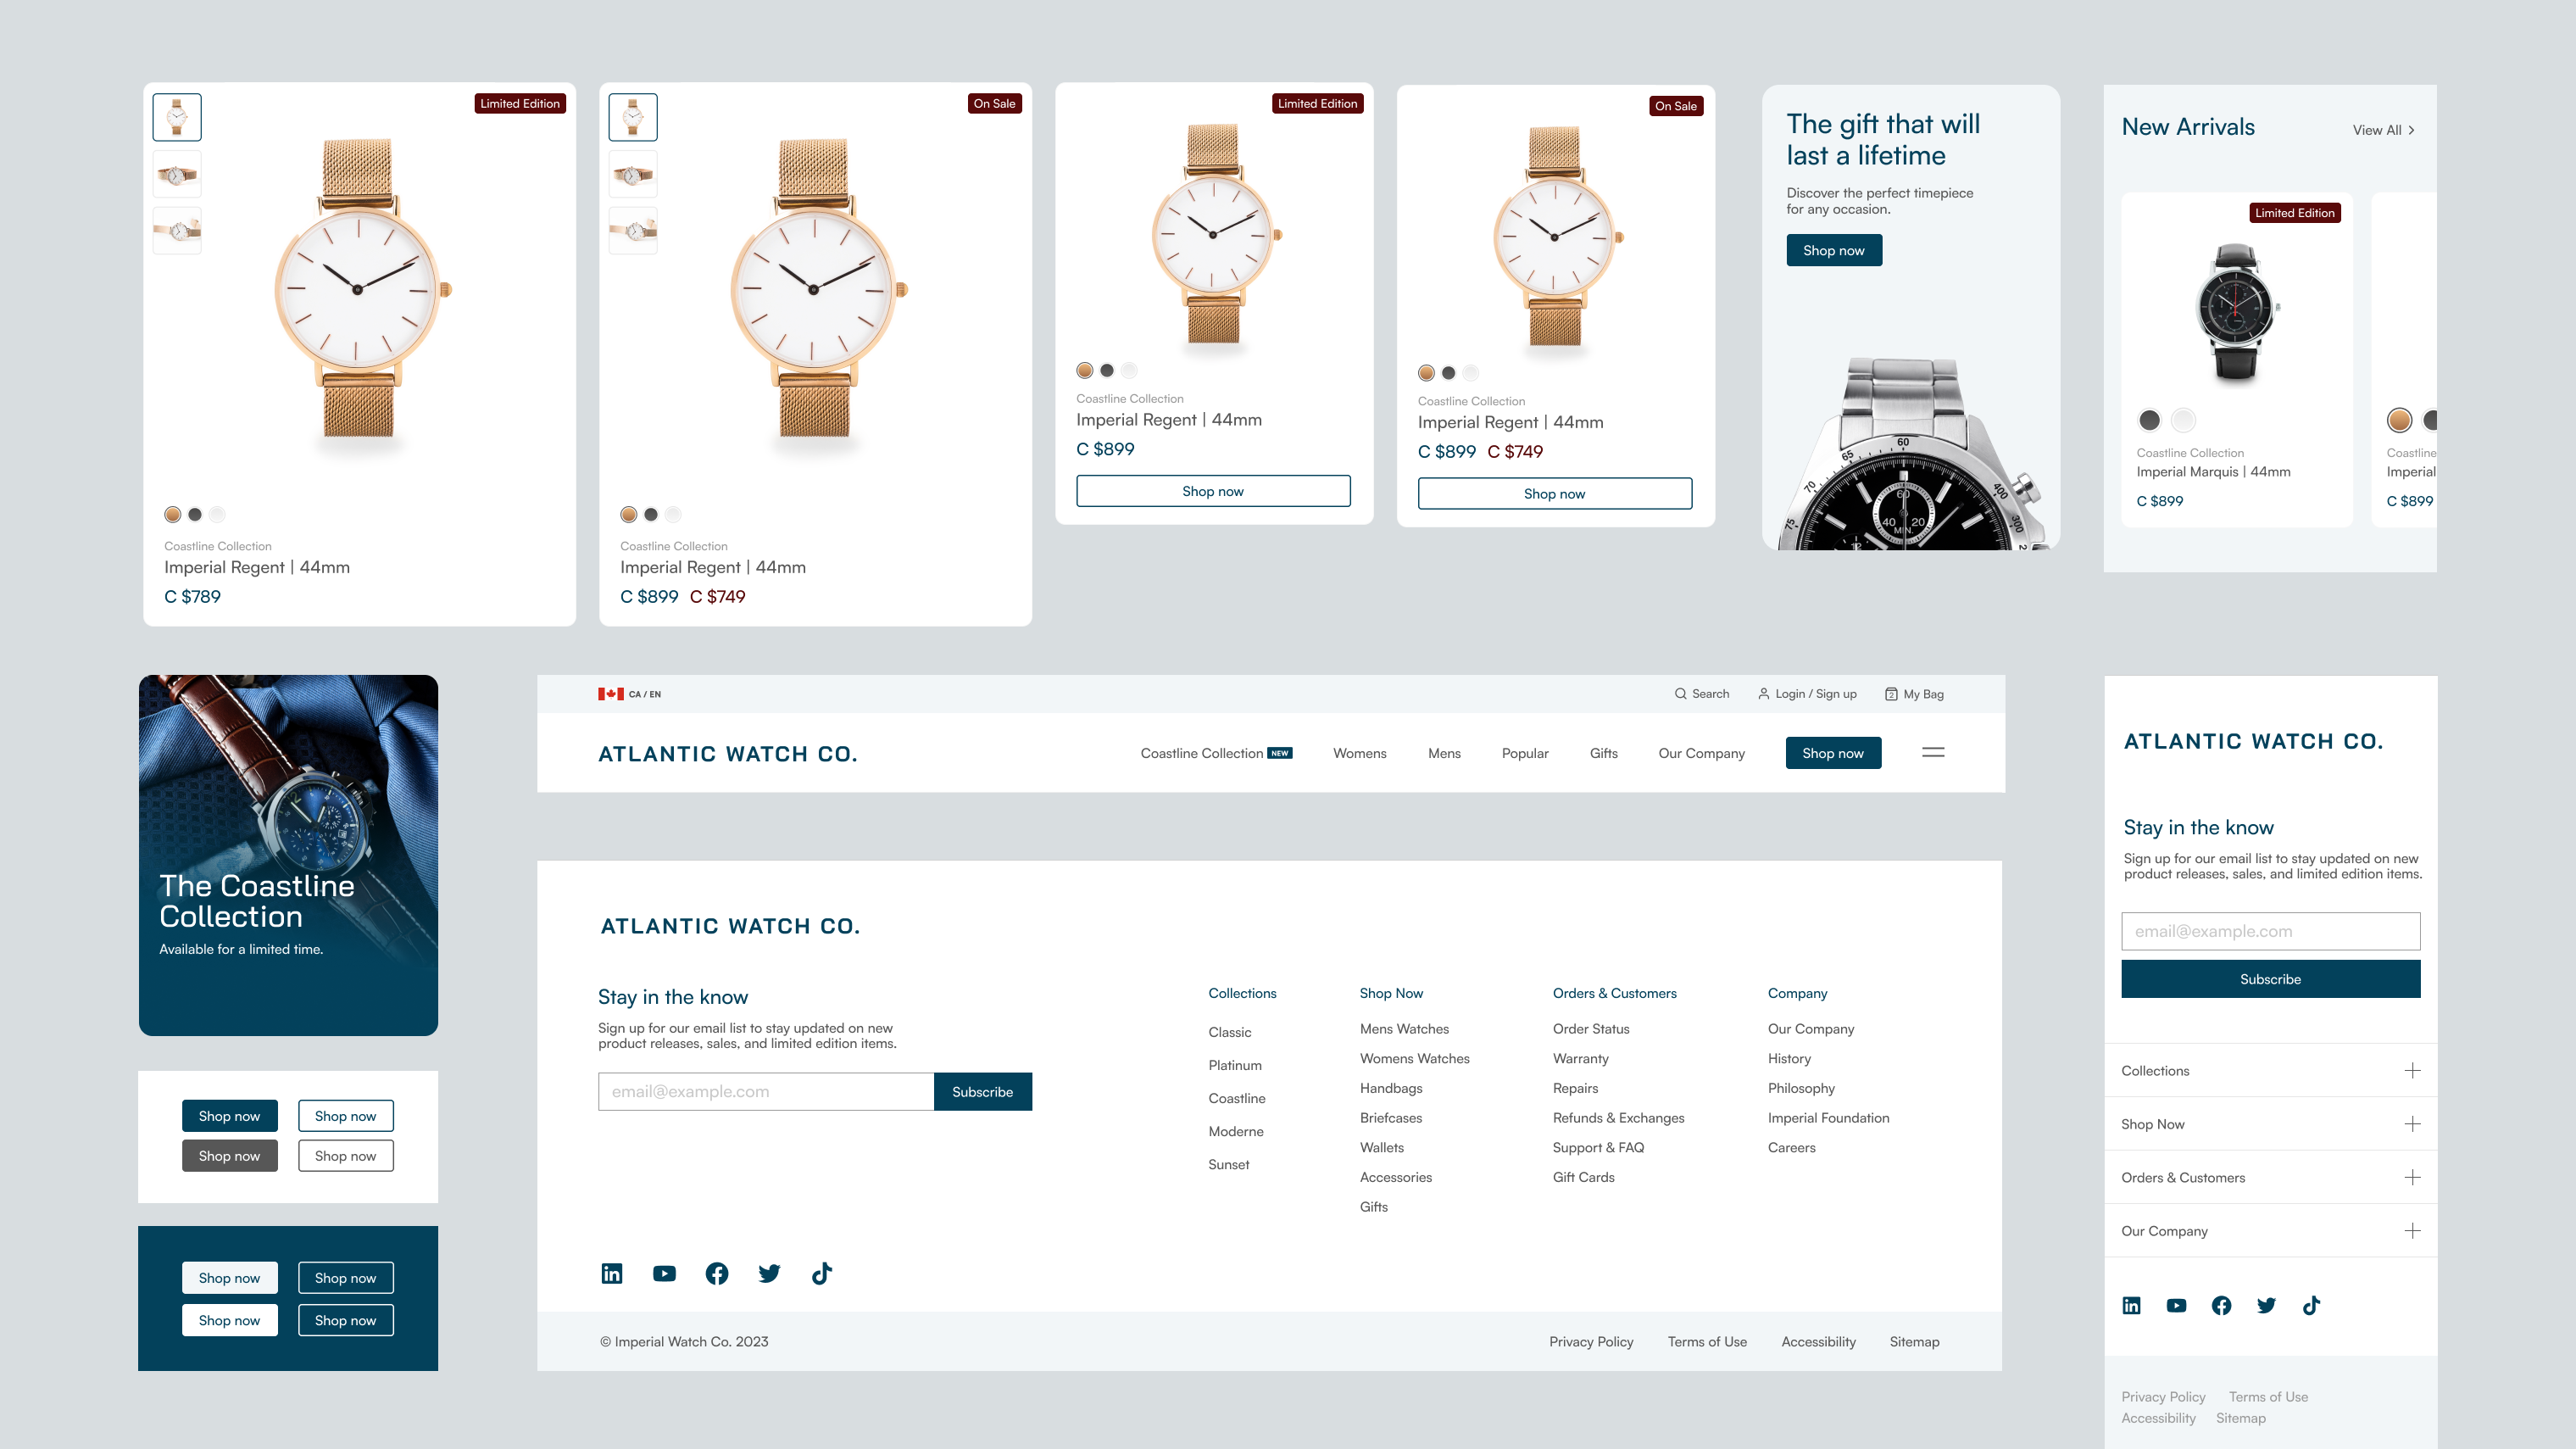 Limited Edition
Coastline Collection
Imperial Regent | 44mm
C $789
On Sale
Coastline Collection
Imperial Regent | 44mm
C $899 C $749
Limited Edition
Coastline Collection
Imperial Regent | 44mm
C $899
Shop now
On Sale
Coastline Collection
Imperial Regent | 44mm
C $899 C $749
Shop now
The gift that will
last a lifetime
Discover the perfect timepiece
for any occasion.
Shop now
60
65
70
75
400
300
60
40 20
MIN.
New Arrivals
View All
Limited Edition
Coastline Collection
Imperial Marquis | 44mm
C $899
Coastline
Imperial
C $899
The Coastline
Collection
Available for a limited time.
Shop now Shop now
Shop now Shop now
Shop now Shop now
Shop now Shop now
CA / EN
Search Login / Sign up 2 My Bag
ATLANTIC WATCH CO.
Coastline Collection NEW Womens Mens Popular Gifts Our Company Shop now
ATLANTIC WATCH CO.
Stay in the know
Sign up for our email list to stay updated on new
product releases, sales, and limited edition items.
email@example.com Subscribe
Collections
Classic
Platinum
Coastline
Moderne
Sunset
Shop Now
Mens Watches
Womens Watches
Handbags
Briefcases
Wallets
Accessories
Gifts
Orders & Customers
Order Status
Warranty
Repairs
Refunds & Exchanges
Support & FAQ
Gift Cards
Company
Our Company
History
Philosophy
Imperial Foundation
Careers
© Imperial Watch Co. 2023
Privacy Policy Terms of Use Accessibility Sitemap
ATLANTIC WATCH CO.
Stay in the know
Sign up for our email list to stay updated on new
product releases, sales, and limited edition items.
email@example.com
Subscribe
Collections
Shop Now
Orders & Customers
Our Company
Privacy Policy Terms of Use
Accessibility Sitemap